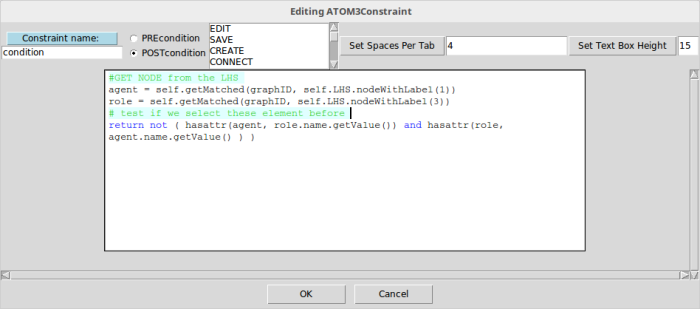 Editing ATOM3Constraint
Constraint name:
condition
PREcondition
POSTcondition
EDIT
SAVE
CREATE
CONNECT
Set Spaces Per Tab
4
Set Text Box Height
15
#GET NODE from the LHS
agent = self.getMatched(graphID, self.LHS.nodeWithLabel(1))
role = self.getMatched(graphID, self.LHS.nodeWithLabel(3))
# test if we select these element before
return not ( hasattr(agent, role.name.getValue()) and hasattr(role,
agent.name.getValue() ) )
OK
Cancel